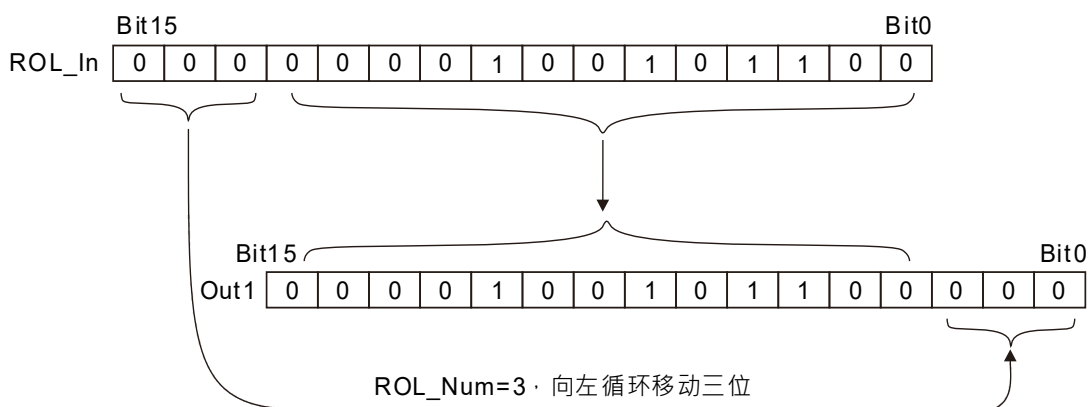 Bit15 Bit0
ROL_In 0 0 0 0 0 0 0 1 0 0 1 0 1 1 0 0
Bit15 Bit0
Out1 0 0 0 0 1 0 0 1 0 1 1 0 0 0 0 0
ROL_Num=3，向左循环移动三位